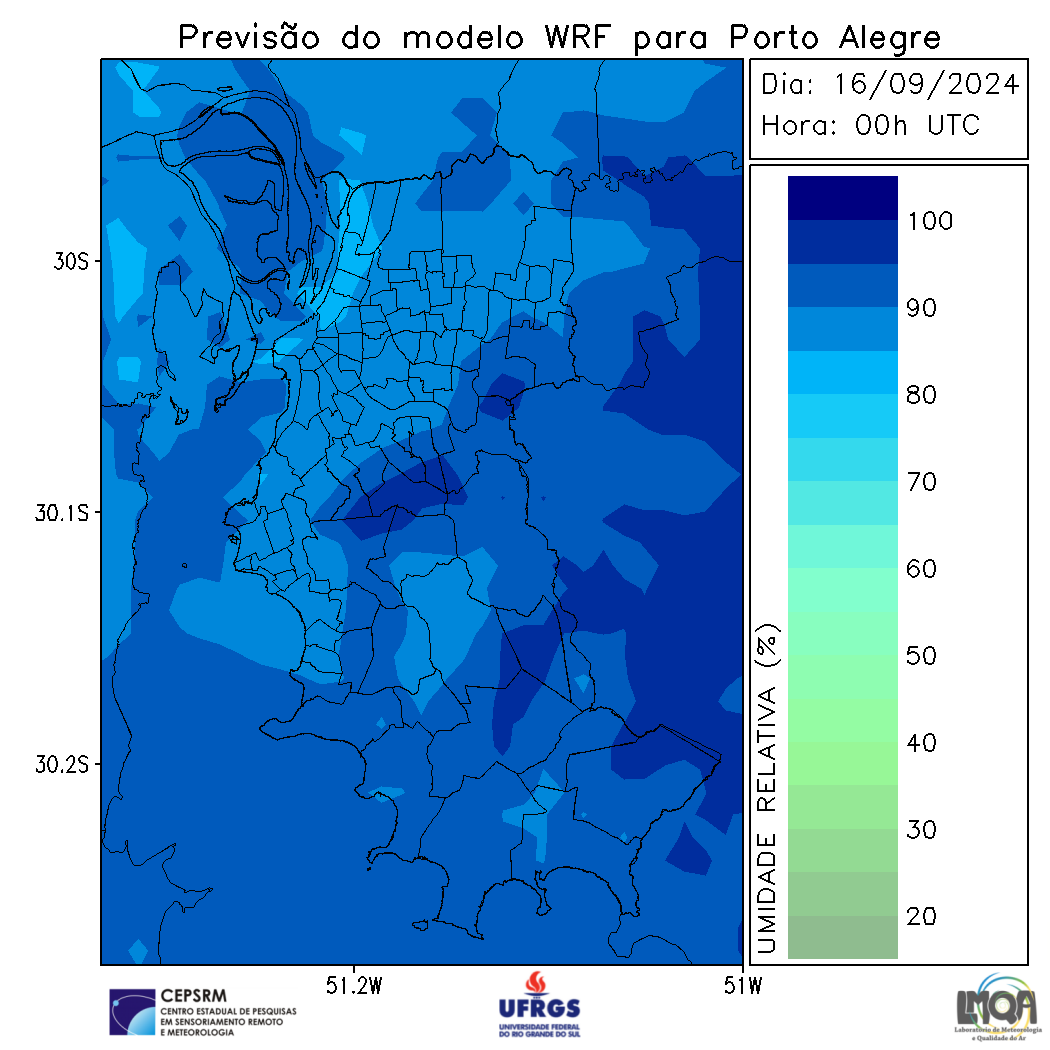 Previsão do modelo WRF para Porto Alegre
Dia: 16/09/2024
Hora: 00h UTC
30S
30.1S
30.2S
51.2W
51W
100
90
80
70
60
50
40
30
20
UMIDADE RELATIVA (%)
CEPSRM
CENTRO ESTADUAL DE PESQUISAS
EM SENSORIAMENTO REMOTO
E METEOROLOGIA
UFRGS
UNIVERSIDADE FEDERAL
DO RIO GRANDE DO SUL
LMQA
Laboratório de Meteorologia
e Qualidade do Ar